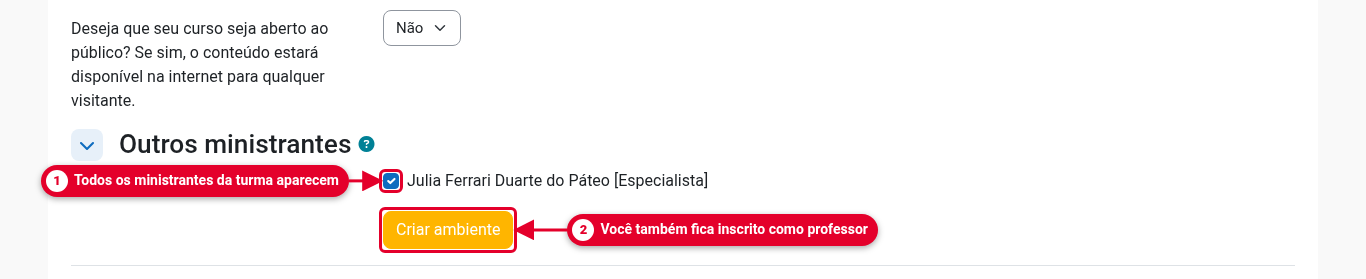 Deseja que seu curso seja aberto ao
Não
público? Se sim, o conteúdo estará
disponível na internet para qualquer
visitante.
Outros ministrantes ?
1 Todos os ministrantes da turma aparecem
Julia Ferrari Duarte do Páteo [Especialista]
Criar ambiente
2 Você também fica inscrito como professor